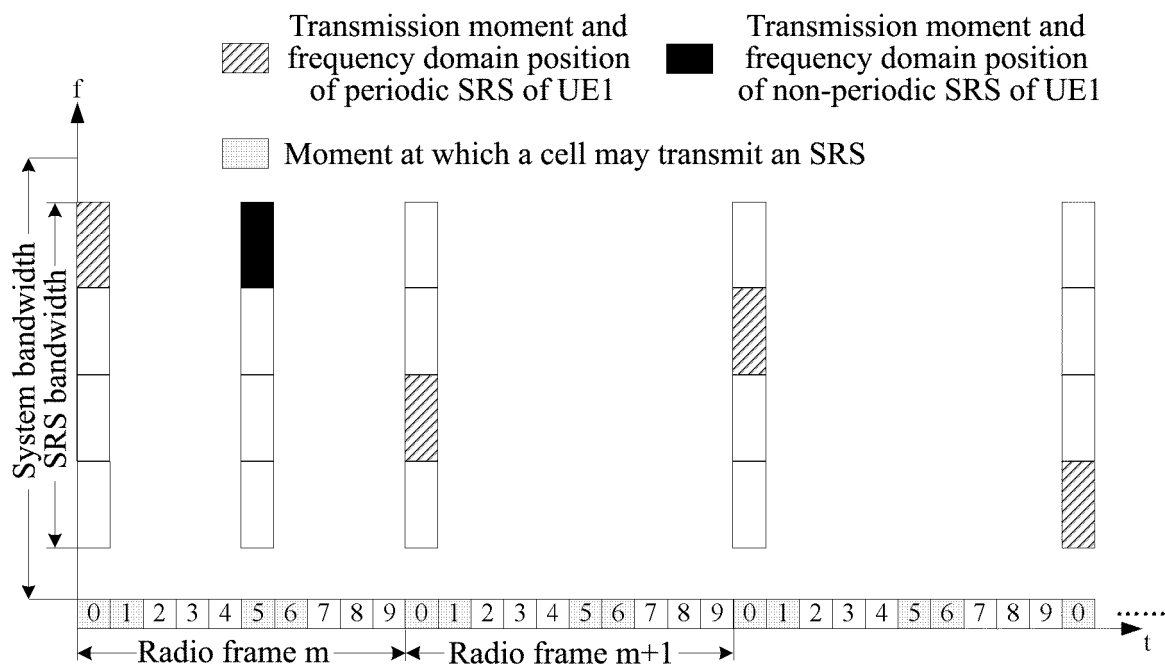 Transmission moment and
frequency domain position
of periodic SRS of UE1
Transmission moment and
frequency domain position
of non-periodic SRS of UE1
Moment at which a cell may transmit an SRS
f
System bandwidth
SRS bandwidth
0 1 2 3 4 5 6 7 8 9 0 1 2 3 4 5 6 7 8 9 0 1 2 3 4 5 6 7 8 9 0 ......
t
Radio frame m
Radio frame m+1